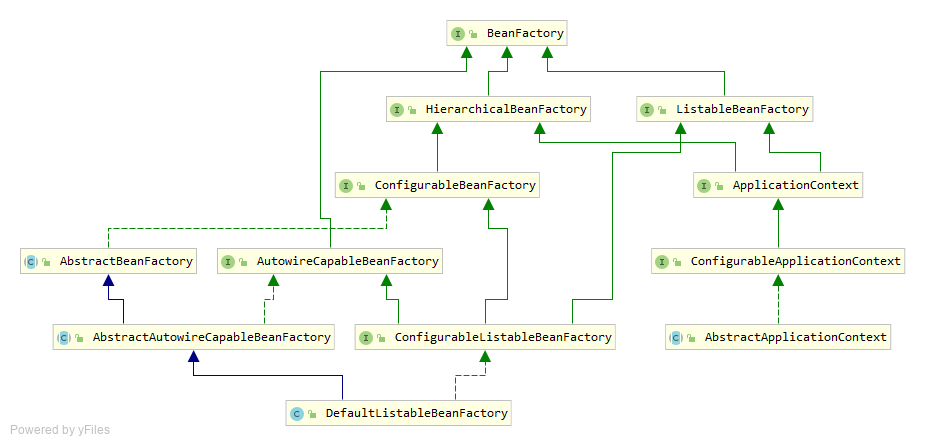 I BeanFactory
I HierarchicalBeanFactory
I ListableBeanFactory
I ConfigurableBeanFactory
I ApplicationContext
C AbstractBeanFactory
I AutowireCapableBeanFactory
I ConfigurableApplicationContext
C AbstractAutowireCapableBeanFactory
I ConfigurableListableBeanFactory
C AbstractApplicationContext
C DefaultListableBeanFactory
Powered by yFiles